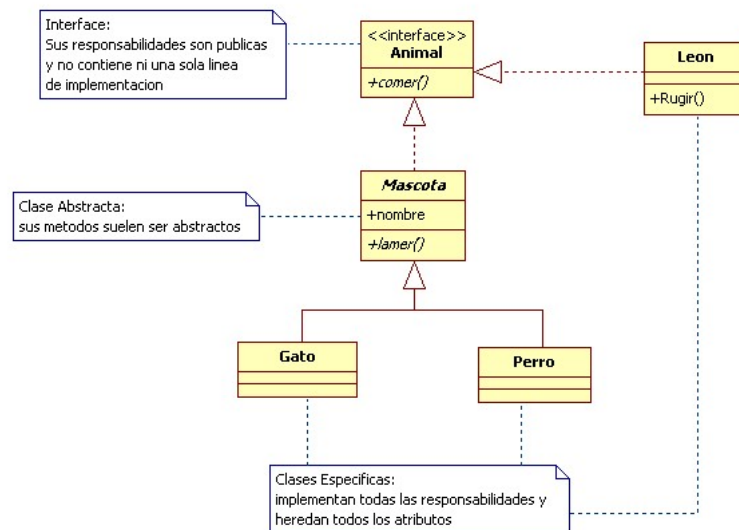 Interface:
Sus responsabilidades son publicas
y no contiene ni una sola linea
de implementacion
<<interface>>
Animal
+comer()
Leon
+Rugir()
Clase Abstracta:
sus metodos suelen ser abstractos
Mascota
+nombre
+lamer()
Gato
Perro
Clases Especificas:
implementan todas las responsabilidades y
heredan todos los atributos